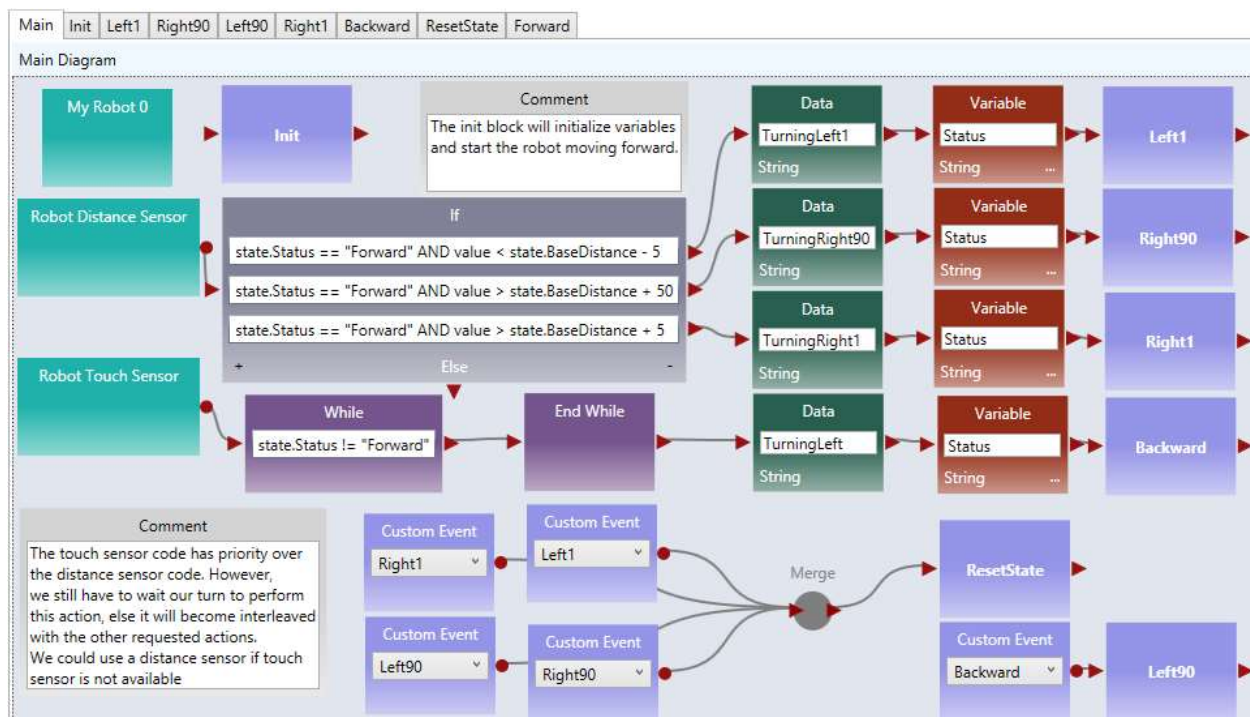 Main Init Left1 Right90 Left90 Right1 Backward ResetState Forward
Main Diagram
My Robot 0
Init
Comment
The init block will initialize variables
and start the robot moving forward.
Data
TurningLeft1
String
Variable
Status
String ...
Left1
Robot Distance Sensor
If
state.Status == "Forward" AND value < state.BaseDistance - 5
state.Status == "Forward" AND value > state.BaseDistance + 50
state.Status == "Forward" AND value > state.BaseDistance + 5
+ Else -
Data
TurningRight90
String
Variable
Status
String ...
Right90
Data
TurningRight1
String
Variable
Status
String ...
Right1
Robot Touch Sensor
While
state.Status != "Forward"
End While
Data
TurningLeft
String
Variable
Status
String ...
Backward
Comment
The touch sensor code has priority over
the distance sensor code. However,
we still have to wait our turn to perform
this action, else it will become interleaved
with the other requested actions.
We could use a distance sensor if touch
sensor is not available
Custom Event
Right1
Custom Event
Left1
Merge
ResetState
Custom Event
Left90
Custom Event
Right90
Custom Event
Backward
Left90